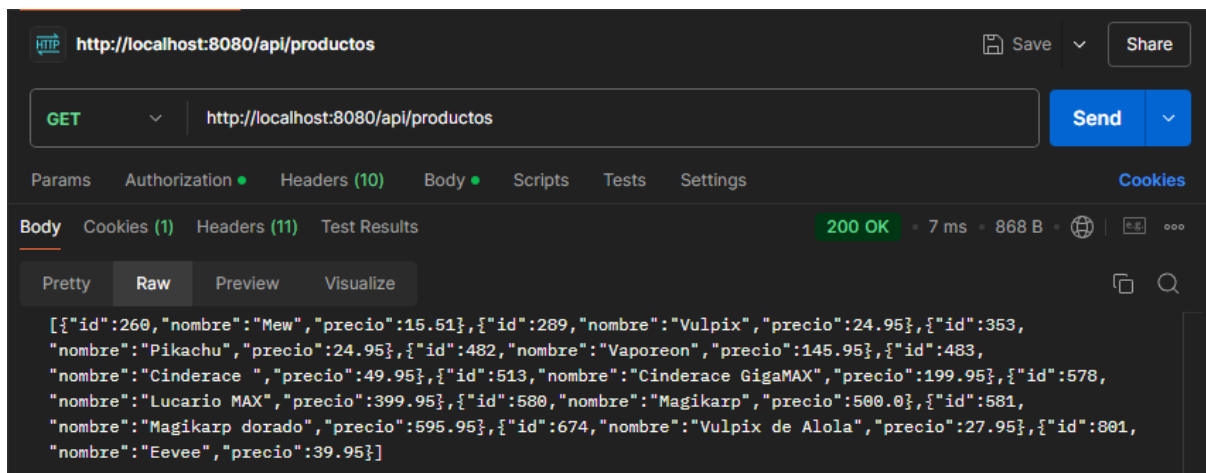 HTTP http://localhost:8080/api/productos Save Share
GET http://localhost:8080/api/productos Send
Params Authorization Headers (10) Body Scripts Tests Settings Cookies
Body Cookies (1) Headers (11) Test Results 200 OK • 7 ms • 868 B • e.g.
Pretty Raw Preview Visualize
[{"id":260,"nombre":"Mew","precio":15.51},{"id":289,"nombre":"Vulpix","precio":24.95},{"id":353,
"nombre":"Pikachu","precio":24.95},{"id":482,"nombre":"Vaporeon","precio":145.95},{"id":483,
"nombre":"Cinderace ","precio":49.95},{"id":513,"nombre":"Cinderace GigaMAX","precio":199.95},{"id":578,
"nombre":"Lucario MAX","precio":399.95},{"id":580,"nombre":"Magikarp","precio":500.0},{"id":581,
"nombre":"Magikarp dorado","precio":595.95},{"id":674,"nombre":"Vulpix de Alola","precio":27.95},{"id":801,
"nombre":"Eevee","precio":39.95}]